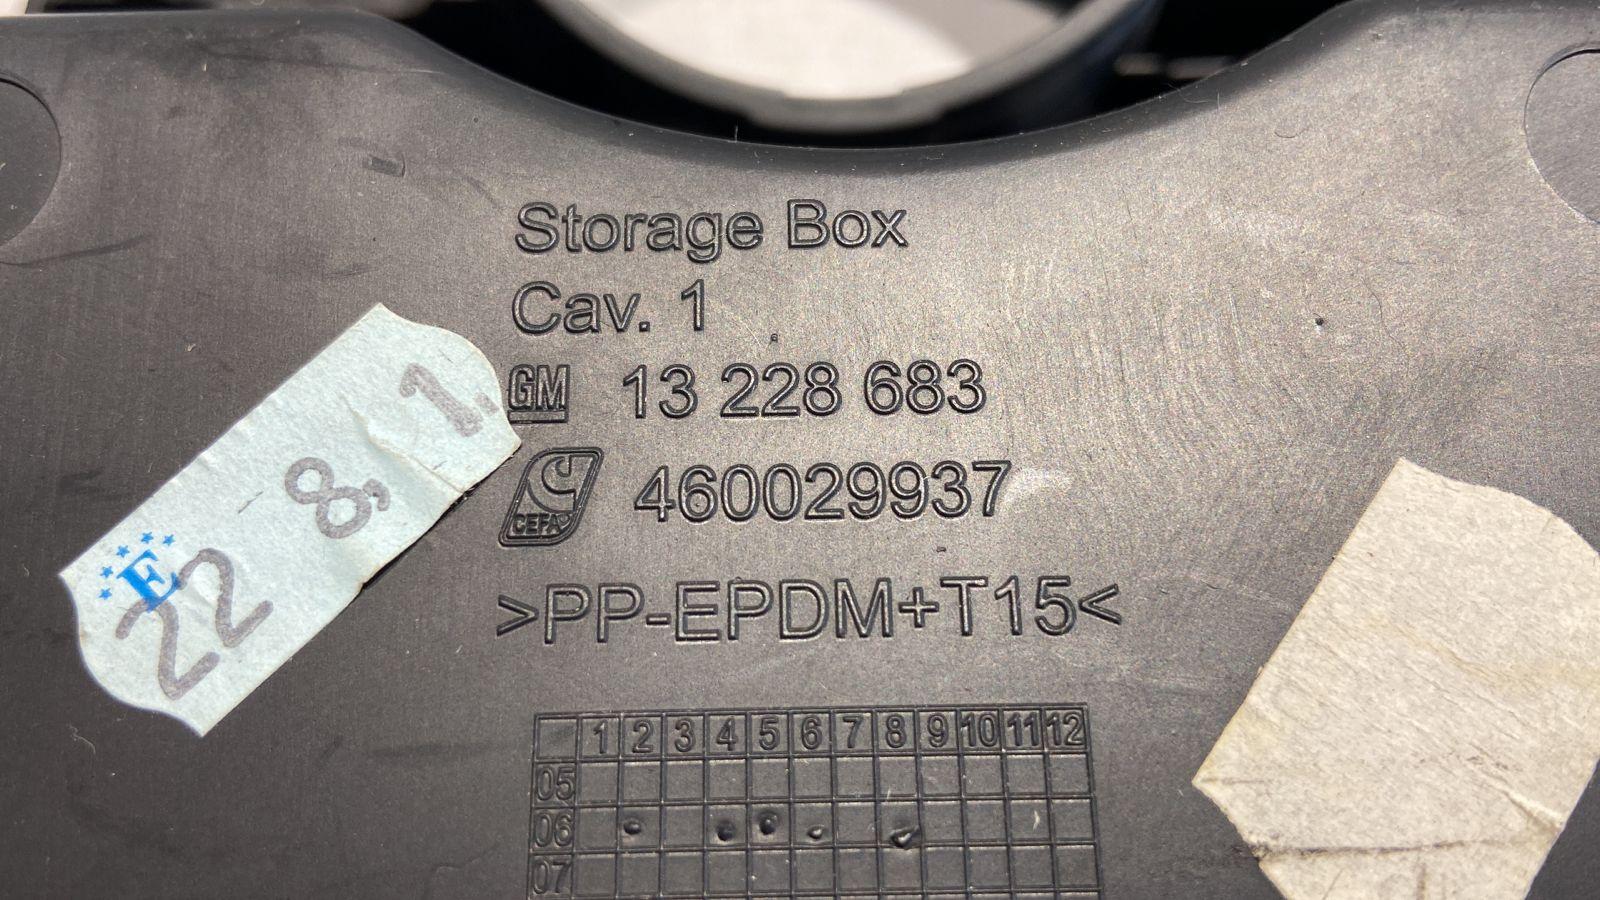 Storage Box
Cav. 1
GM 13 228 683
CEFA 460029937
>PP-EPDM+T15<
E
22 8, 1.
1 2 3 4 5 6 7 8 9 10 11 12
05
06
07